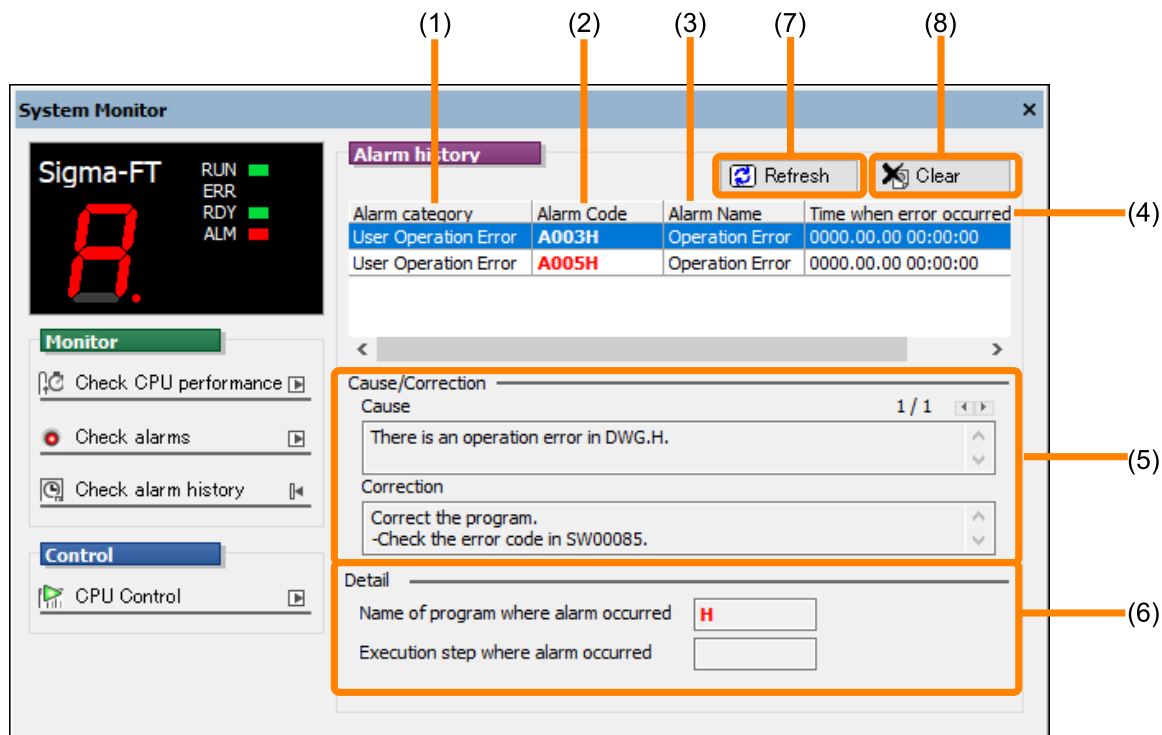 (1) (2) (3) (7) (8)
System Monitor ×
Sigma-FT
RUN
ERR
RDY
ALM
A.
Monitor
Check CPU performance
Check alarms
Check alarm history
Control
CPU Control
Alarm history
Refresh Clear
Alarm category Alarm Code Alarm Name Time when error occurred (4)
User Operation Error A003H Operation Error 0000.00.00 00:00:00
User Operation Error A005H Operation Error 0000.00.00 00:00:00
Cause/Correction
Cause 1 / 1
There is an operation error in DWG.H.
(5)
Correction
Correct the program.
-Check the error code in SW00085.
Detail
Name of program where alarm occurred H
(6)
Execution step where alarm occurred